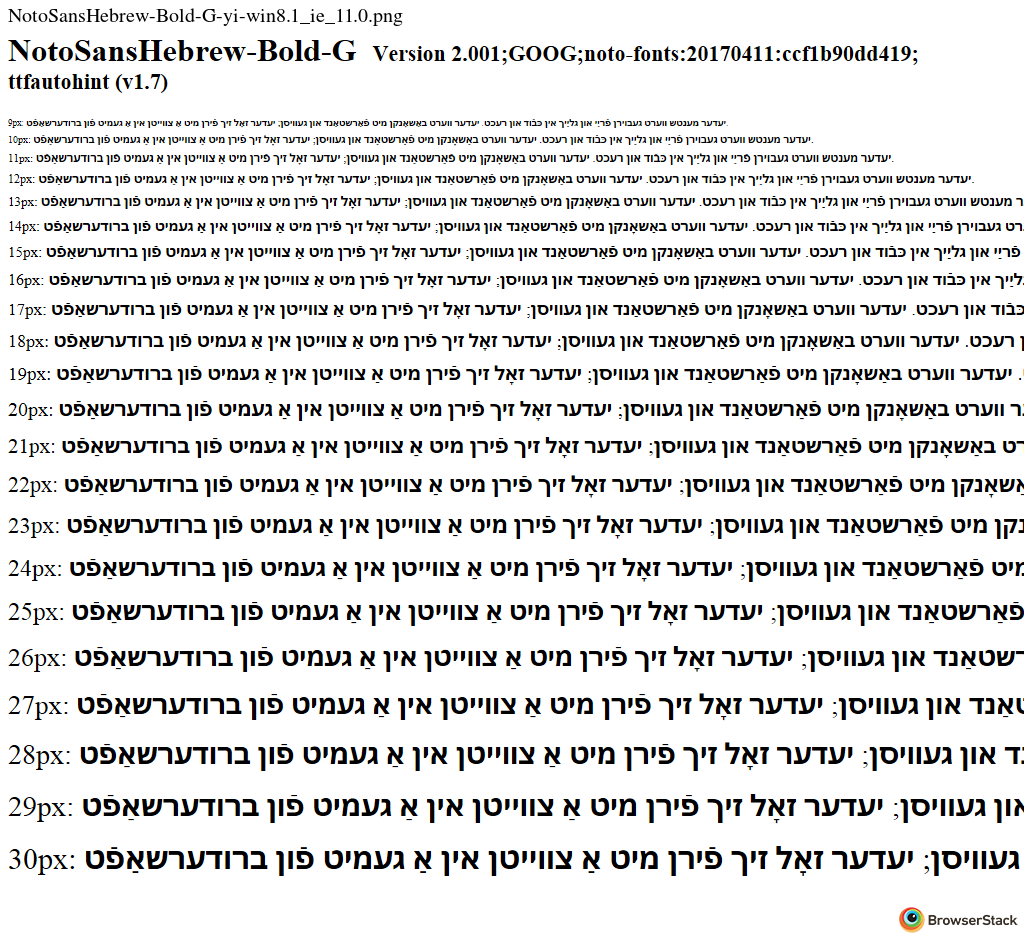 NotoSansHebrew-Bold-G-yi-win8.1_ie_11.0.png
NotoSansHebrew-Bold-G Version 2.001;GOOG;noto-fonts:20170411:ccf1b90dd419;
ttfautohint (v1.7)
9px: יעדער מענטש ווערט געבוירן פֿרײַ און גלײַך אין כּבֿוד און רעכט. יעדער ווערט באַשאָנקן מיט פֿאַרשטאַנד און געוויסן; יעדער זאָל זיך פֿירן מיט אַ צווייטן אין אַ געמיט פֿון ברודערשאַפֿט.
10px: יעדער מענטש ווערט געבוירן פֿרײַ און גלײַך אין כּבֿוד און רעכט. יעדער ווערט באַשאָנקן מיט פֿאַרשטאַנד און געוויסן; יעדער זאָל זיך פֿירן מיט אַ צווייטן אין אַ געמיט פֿון ברודערשאַפֿט.
11px: יעדער מענטש ווערט געבוירן פֿרײַ און גלײַך אין כּבֿוד און רעכט. יעדער ווערט באַשאָנקן מיט פֿאַרשטאַנד און געוויסן; יעדער זאָל זיך פֿירן מיט אַ צווייטן אין אַ געמיט פֿון ברודערשאַפֿט.
12px: יעדער מענטש ווערט געבוירן פֿרײַ און גלײַך אין כּבֿוד און רעכט. יעדער ווערט באַשאָנקן מיט פֿאַרשטאַנד און געוויסן; יעדער זאָל זיך פֿירן מיט אַ צווייטן אין אַ געמיט פֿון ברודערשאַפֿט.
13px: מענטש ווערט געבוירן פֿרײַ און גלײַך אין כּבֿוד און רעכט. יעדער ווערט באַשאָנקן מיט פֿאַרשטאַנד און געוויסן; יעדער זאָל זיך פֿירן מיט אַ צווייטן אין אַ געמיט פֿון ברודערשאַפֿט
14px: געבוירן פֿרײַ און גלײַך אין כּבֿוד און רעכט. יעדער ווערט באַשאָנקן מיט פֿאַרשטאַנד און געוויסן; יעדער זאָל זיך פֿירן מיט אַ צווייטן אין אַ געמיט פֿון ברודערשאַפֿט
15px: פֿרײַ און גלײַך אין כּבֿוד און רעכט. יעדער ווערט באַשאָנקן מיט פֿאַרשטאַנד און געוויסן; יעדער זאָל זיך פֿירן מיט אַ צווייטן אין אַ געמיט פֿון ברודערשאַפֿט
16px: אין כּבֿוד און רעכט. יעדער ווערט באַשאָנקן מיט פֿאַרשטאַנד און געוויסן; יעדער זאָל זיך פֿירן מיט אַ צווייטן אין אַ געמיט פֿון ברודערשאַפֿט
17px: כּבֿוד און רעכט. יעדער ווערט באַשאָנקן מיט פֿאַרשטאַנד און געוויסן; יעדער זאָל זיך פֿירן מיט אַ צווייטן אין אַ געמיט פֿון ברודערשאַפֿט
18px: רעכט. יעדער ווערט באַשאָנקן מיט פֿאַרשטאַנד און געוויסן; יעדער זאָל זיך פֿירן מיט אַ צווייטן אין אַ געמיט פֿון ברודערשאַפֿט
19px: . יעדער ווערט באַשאָנקן מיט פֿאַרשטאַנד און געוויסן; יעדער זאָל זיך פֿירן מיט אַ צווייטן אין אַ געמיט פֿון ברודערשאַפֿט
20px: ווערט באַשאָנקן מיט פֿאַרשטאַנד און געוויסן; יעדער זאָל זיך פֿירן מיט אַ צווייטן אין אַ געמיט פֿון ברודערשאַפֿט
21px: באַשאָנקן מיט פֿאַרשטאַנד און געוויסן; יעדער זאָל זיך פֿירן מיט אַ צווייטן אין אַ געמיט פֿון ברודערשאַפֿט
22px: מיט פֿאַרשטאַנד און געוויסן; יעדער זאָל זיך פֿירן מיט אַ צווייטן אין אַ געמיט פֿון ברודערשאַפֿט
23px: מיט פֿאַרשטאַנד און געוויסן; יעדער זאָל זיך פֿירן מיט אַ צווייטן אין אַ געמיט פֿון ברודערשאַפֿט
24px: מיט פֿאַרשטאַנד און געוויסן; יעדער זאָל זיך פֿירן מיט אַ צווייטן אין אַ געמיט פֿון ברודערשאַפֿט
25px: פֿאַרשטאַנד און געוויסן; יעדער זאָל זיך פֿירן מיט אַ צווייטן אין אַ געמיט פֿון ברודערשאַפֿט
26px: און געוויסן; יעדער זאָל זיך פֿירן מיט אַ צווייטן אין אַ געמיט פֿון ברודערשאַפֿט
27px: און געוויסן; יעדער זאָל זיך פֿירן מיט אַ צווייטן אין אַ געמיט פֿון ברודערשאַפֿט
28px: און געוויסן; יעדער זאָל זיך פֿירן מיט אַ צווייטן אין אַ געמיט פֿון ברודערשאַפֿט
29px: און געוויסן; יעדער זאָל זיך פֿירן מיט אַ צווייטן אין אַ געמיט פֿון ברודערשאַפֿט
30px: געוויסן; יעדער זאָל זיך פֿירן מיט אַ צווייטן אין אַ געמיט פֿון ברודערשאַפֿט
BrowserStack